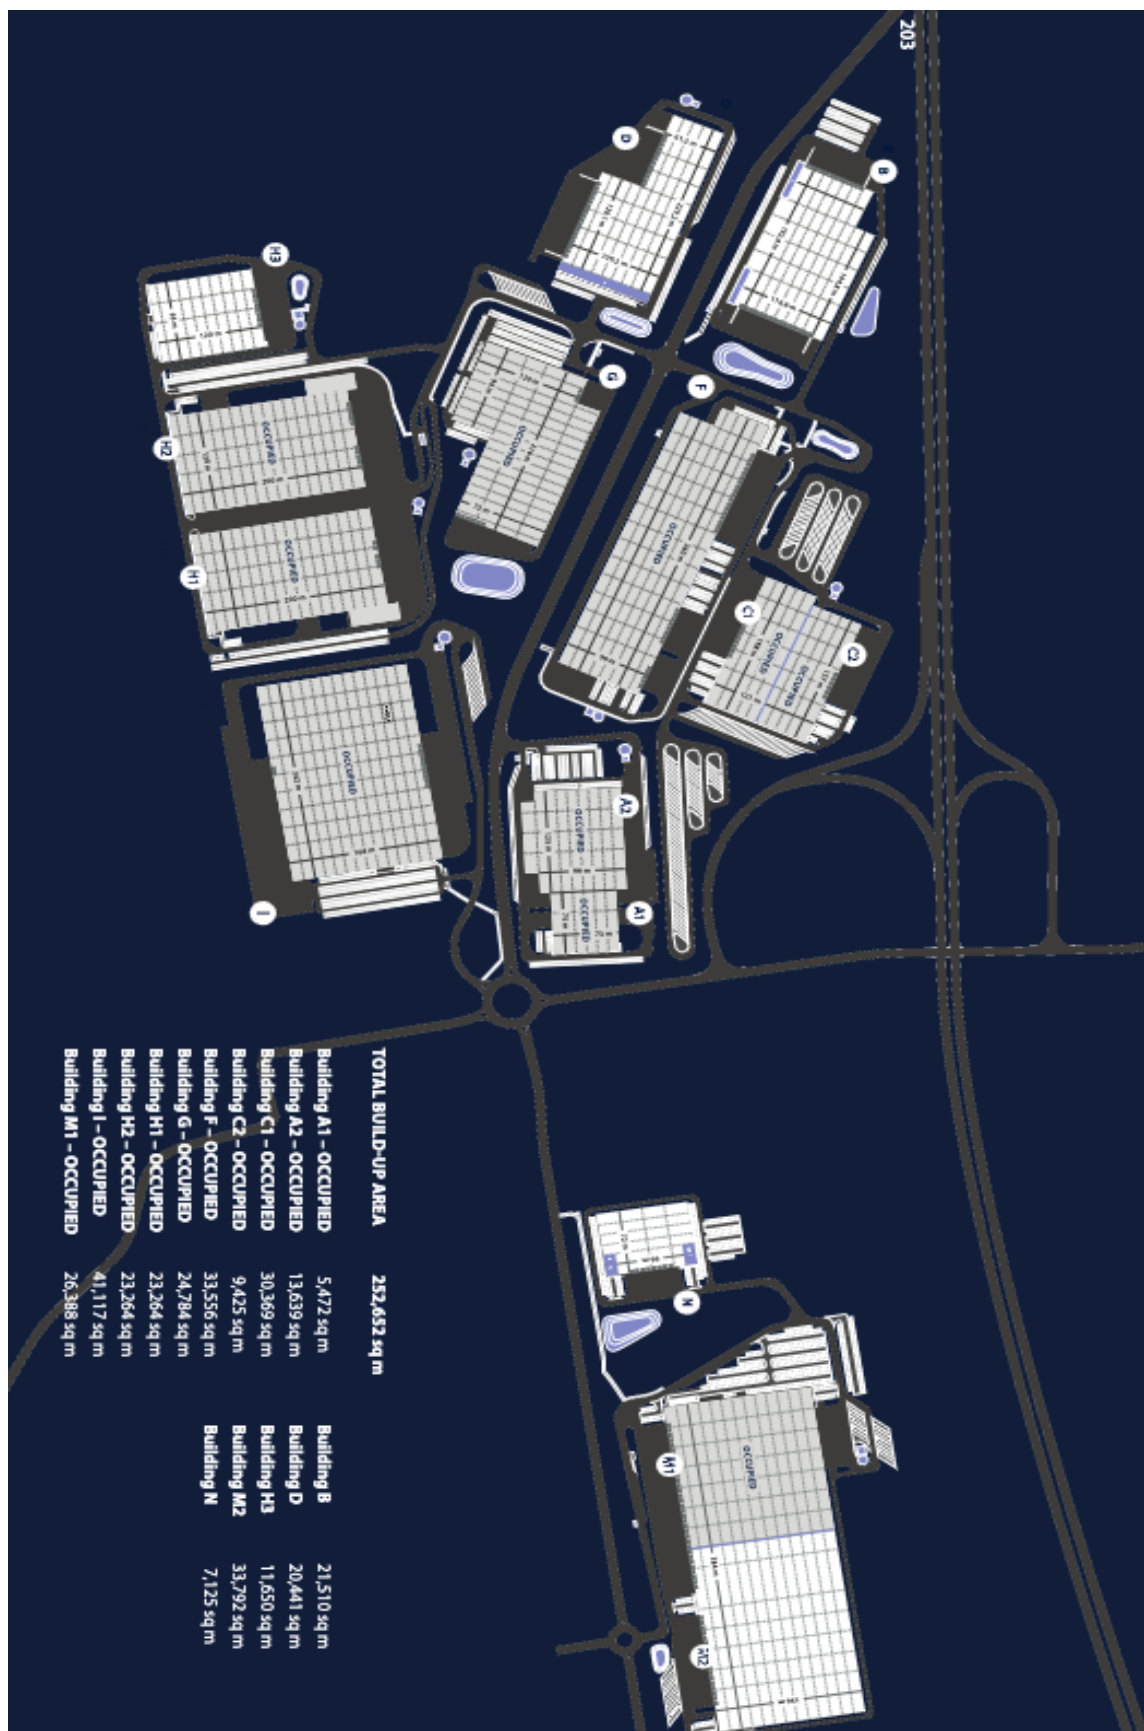 203
B
D
H3
G
F
H2
OCCUPIED
OCCUPIED
H1
OCCUPIED
OCCUPIED
C1
C2
OCCUPIED
OCCUPIED
OCCUPIED
I
A2
OCCUPIED
A1
OCCUPIED
N
M1
OCCUPIED
M2
TOTAL BUILD-UP AREA 252,652 sq m
Building A1 – OCCUPIED 5,472 sq m
Building A2 – OCCUPIED 13,639 sq m
Building C1 – OCCUPIED 30,369 sq m
Building C2 – OCCUPIED 9,425 sq m
Building F – OCCUPIED 33,556 sq m
Building G – OCCUPIED 24,784 sq m
Building H1 – OCCUPIED 23,264 sq m
Building H2 – OCCUPIED 23,264 sq m
Building I – OCCUPIED 41,117 sq m
Building M1 – OCCUPIED 26,388 sq m
Building B 21,510 sq m
Building D 20,441 sq m
Building H3 11,650 sq m
Building M2 33,792 sq m
Building N 7,125 sq m